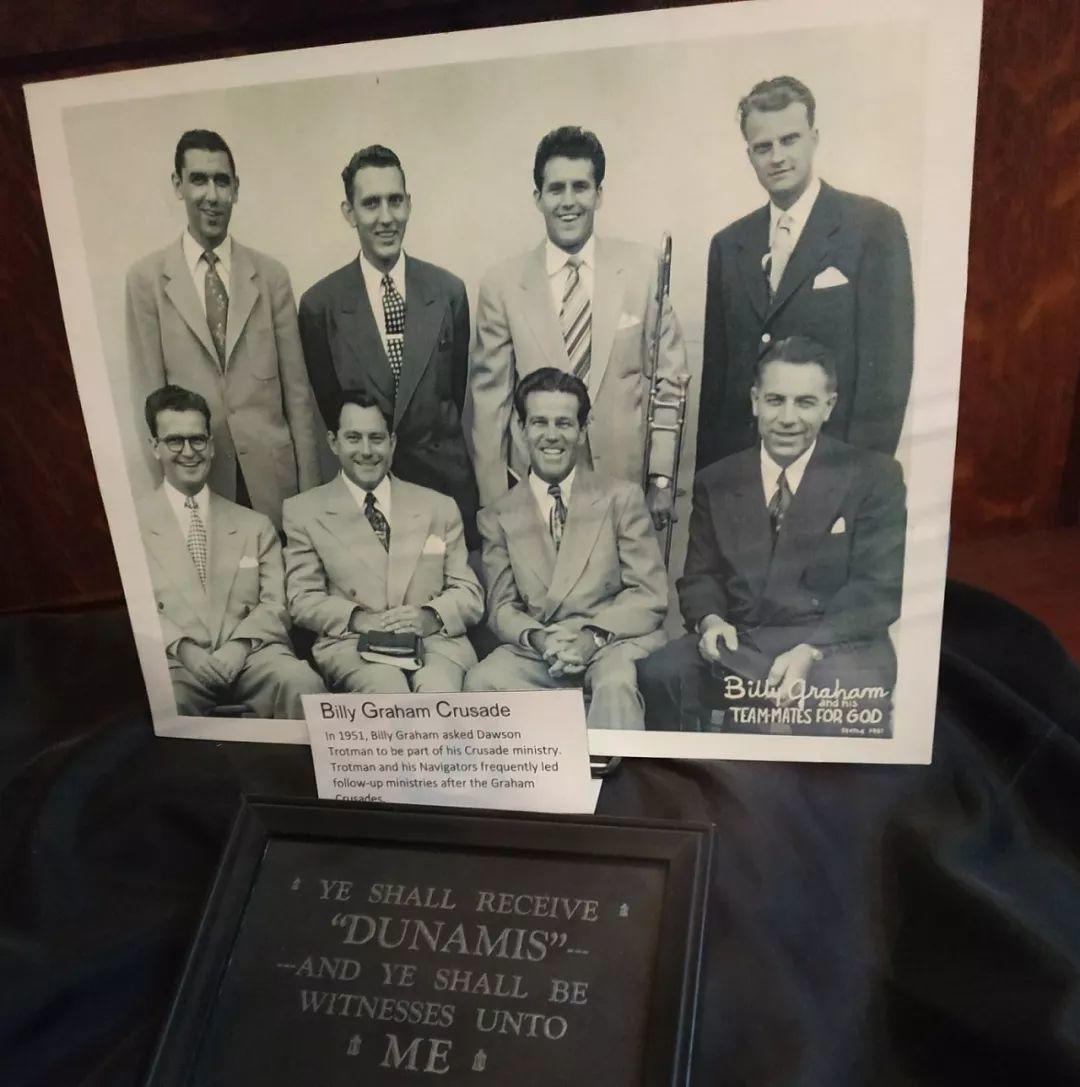 Billy Graham
and his
TEAM-MATES FOR GOD
Billy Graham Crusade
In 1951, Billy Graham asked Dawson
Trotman to be part of his Crusade ministry.
Trotman and his Navigators frequently led
follow-up ministries after the Graham
Crusades.
YE SHALL RECEIVE
“DUNAMIS”---
---AND YE SHALL BE
WITNESSES UNTO
ME